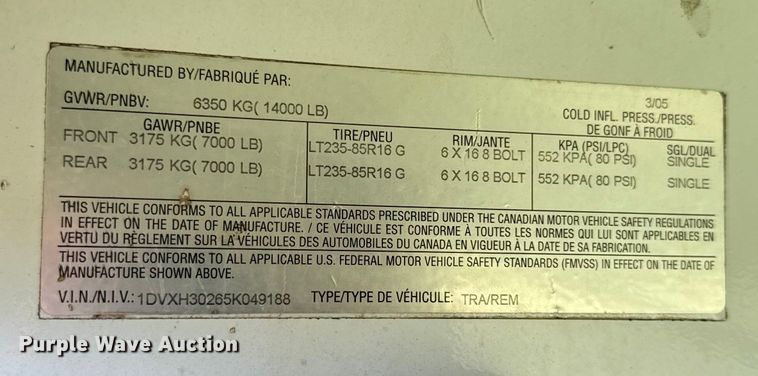 MANUFACTURED BY/FABRIQUÉ PAR:
GVWR/PNBV: 6350 KG( 14000 LB) 3/05
COLD INFL. PRESS./PRESS.
DE GONF À FROID
GAWR/PNBE TIRE/PNEU RIM/JANTE KPA (PSI/LPC) SGL/DUAL
FRONT 3175 KG( 7000 LB) LT235-85R16 G 6 X 16 8 BOLT 552 KPA( 80 PSI) SINGLE
REAR 3175 KG( 7000 LB) LT235-85R16 G 6 X 16 8 BOLT 552 KPA( 80 PSI) SINGLE
THIS VEHICLE CONFORMS TO ALL APPLICABLE STANDARDS PRESCRIBED UNDER THE CANADIAN MOTOR VEHICLE SAFETY REGULATIONS
IN EFFECT ON THE DATE OF MANUFACTURE. / CE VÉHICULE EST CONFORME À TOUTES LES NORMES QUI LUI SONT APPLICABLES EN
VERTU DU RÈGLEMENT SUR LA VÉHICULES DES AUTOMOBILES DU CANADA EN VIGUEUR À LA DATE DE SA FABRICATION.
THIS VEHICLE CONFORMS TO ALL APPLICABLE U.S. FEDERAL MOTOR VEHICLE SAFETY STANDARDS (FMVSS) IN EFFECT ON THE DATE OF
MANUFACTURE SHOWN ABOVE.
V.I.N./N.I.V.: 1DVXH30265K049188 TYPE/TYPE DE VÉHICULE: TRA/REM
Purple Wave Auction